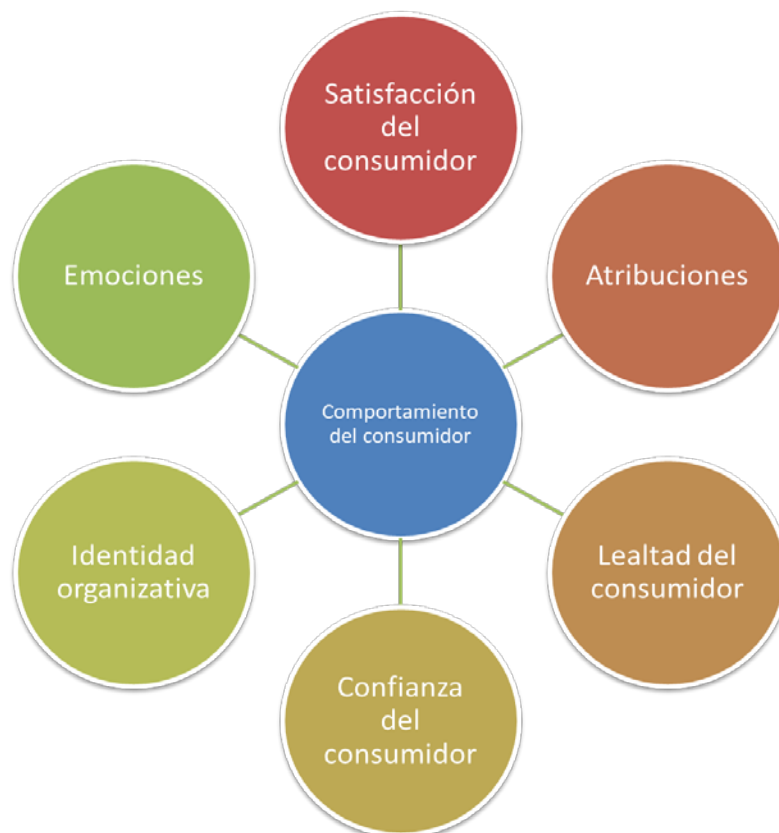 Satisfacción
del
consumidor
Emociones
Atribuciones
Comportamiento
del consumidor
Identidad
organizativa
Lealtad del
consumidor
Confianza
del
consumidor